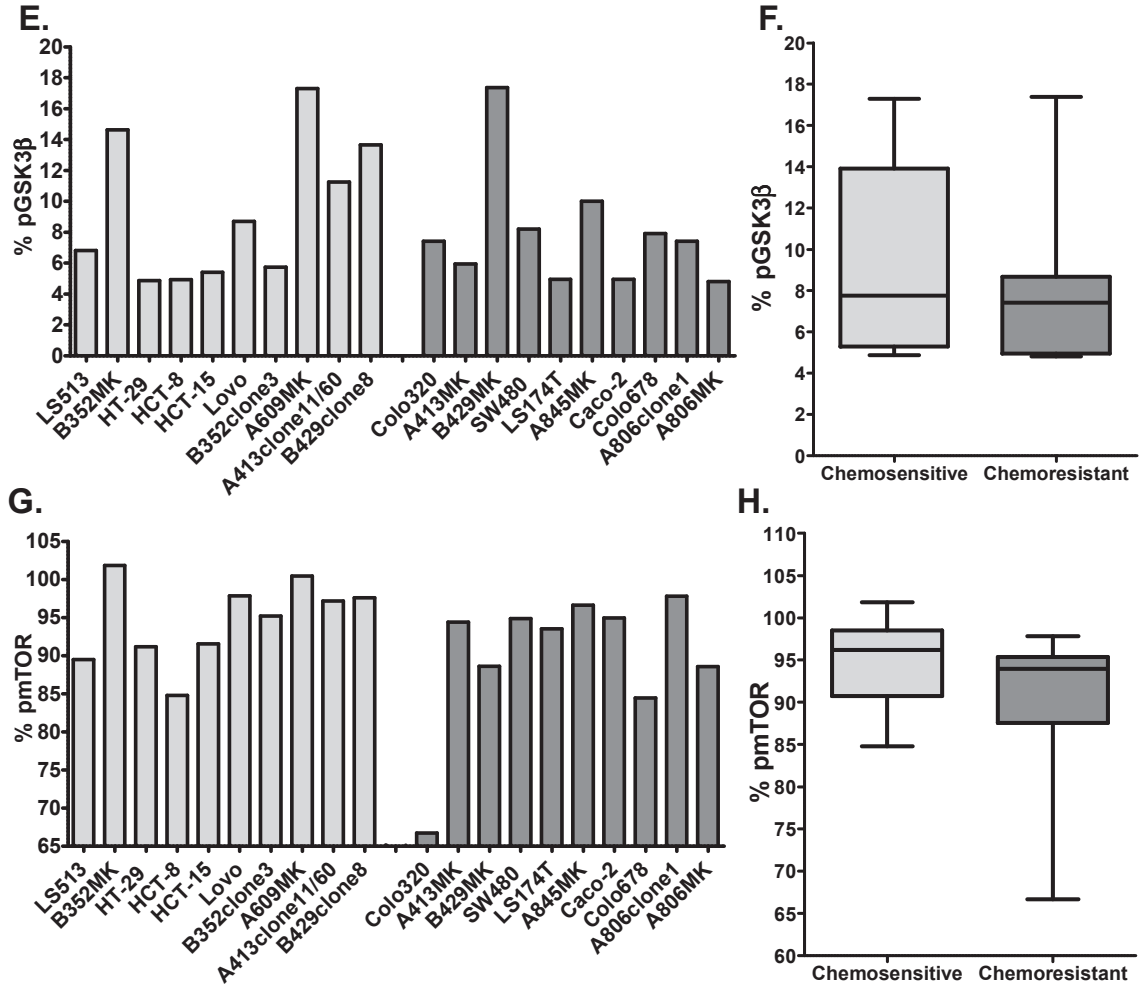 E.
% pGSK3β
20
18
16
14
12
10
8
6
4
2
0
LS513
B352MK
HT-29
HCT-8
HCT-15
Lovo
B352clone3
A609MK
A413clone11/60
B429clone8
Colo320
A413MK
B429MK
SW480
LS174T
A845MK
Caco-2
Colo678
A806clone1
A806MK
F.
% pGSK3β
20
18
16
14
12
10
8
6
4
2
0
Chemosensitive
Chemoresistant
G.
% pmTOR
105
100
95
90
85
80
75
70
65
LS513
B352MK
HT-29
HCT-8
HCT-15
Lovo
B352clone3
A609MK
A413clone11/60
B429clone8
Colo320
A413MK
B429MK
SW480
LS174T
A845MK
Caco-2
Colo678
A806clone1
A806MK
H.
% pmTOR
110
105
100
95
90
85
80
75
70
65
60
Chemosensitive
Chemoresistant